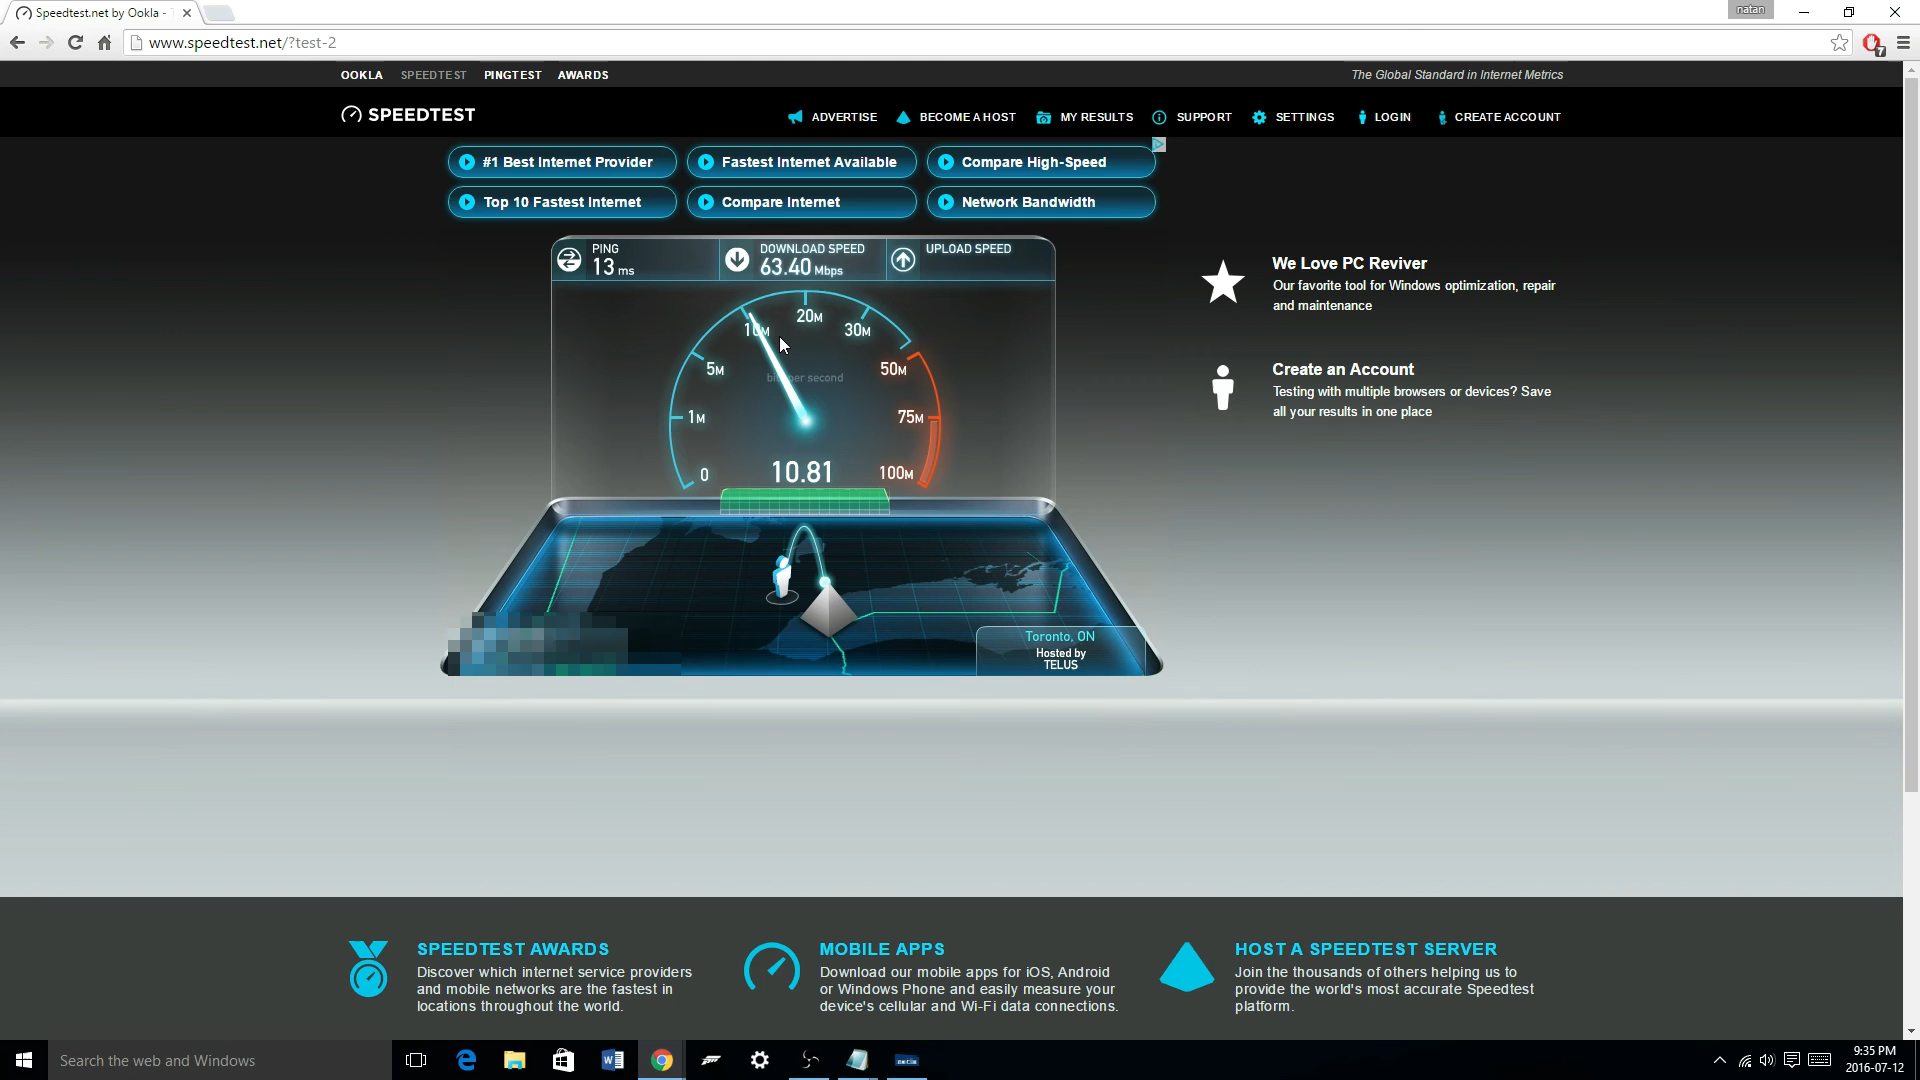 Speedtest.net by Ookla -
natan
www.speedtest.net/?test-2
7
OOKLA SPEEDTEST PINGTEST AWARDS
The Global Standard in Internet Metrics
SPEEDTEST
ADVERTISE BECOME A HOST MY RESULTS SUPPORT SETTINGS LOGIN CREATE ACCOUNT
#1 Best Internet Provider Fastest Internet Available Compare High-Speed
Top 10 Fastest Internet Compare Internet Network Bandwidth
PING DOWNLOAD SPEED UPLOAD SPEED
13 ms 63.40 Mbps
We Love PC Reviver
Our favorite tool for Windows optimization, repair
and maintenance
20M
10M 30M
5M 50M
1M 75M
0 100M
10.81
Create an Account
Testing with multiple browsers or devices? Save
all your results in one place
Toronto, ON
Hosted by
TELUS
SPEEDTEST AWARDS
Discover which internet service providers
and mobile networks are the fastest in
locations throughout the world.
MOBILE APPS
Download our mobile apps for iOS, Android
or Windows Phone and easily measure your
device's cellular and Wi-Fi data connections.
HOST A SPEEDTEST SERVER
Join the thousands of others helping us to
provide the world's most accurate Speedtest
platform.
Search the web and Windows
9:35 PM
2016-07-12